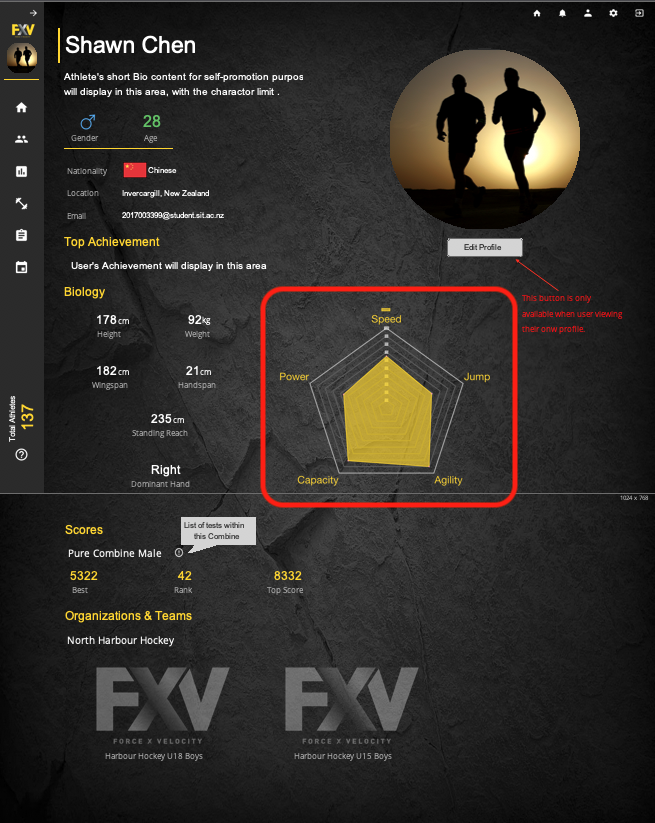 FXV
Shawn Chen
Athlete's short Bio content for self-promotion purpos
will display in this area, with the charactor limit .
28
Gender
Age
Nationality
Chinese
Location
Invercargill, New Zealand
Email
2017003399@student.sit.ac.nz
Edit Profile
Top Achievement
User's Achievement will display in this area
This button is only
available when user viewing
their onw profile.
Biology
178 cm
92kg
Height
Weight
182 cm
21cm
Wingspan
Handspan
235 cm
Standing Reach
Right
Dominant Hand
Speed
Power
Jump
Capacity
Agility
Total Athletes
137
1024 x 768
Scores
List of tests within
this Combine
Pure Combine Male
5322
42
8332
Best
Rank
Top Score
Organizations & Teams
North Harbour Hockey
FXV
FORCE X VELOCITY
Harbour Hockey U18 Boys
FXV
FORCE X VELOCITY
Harbour Hockey U15 Boys